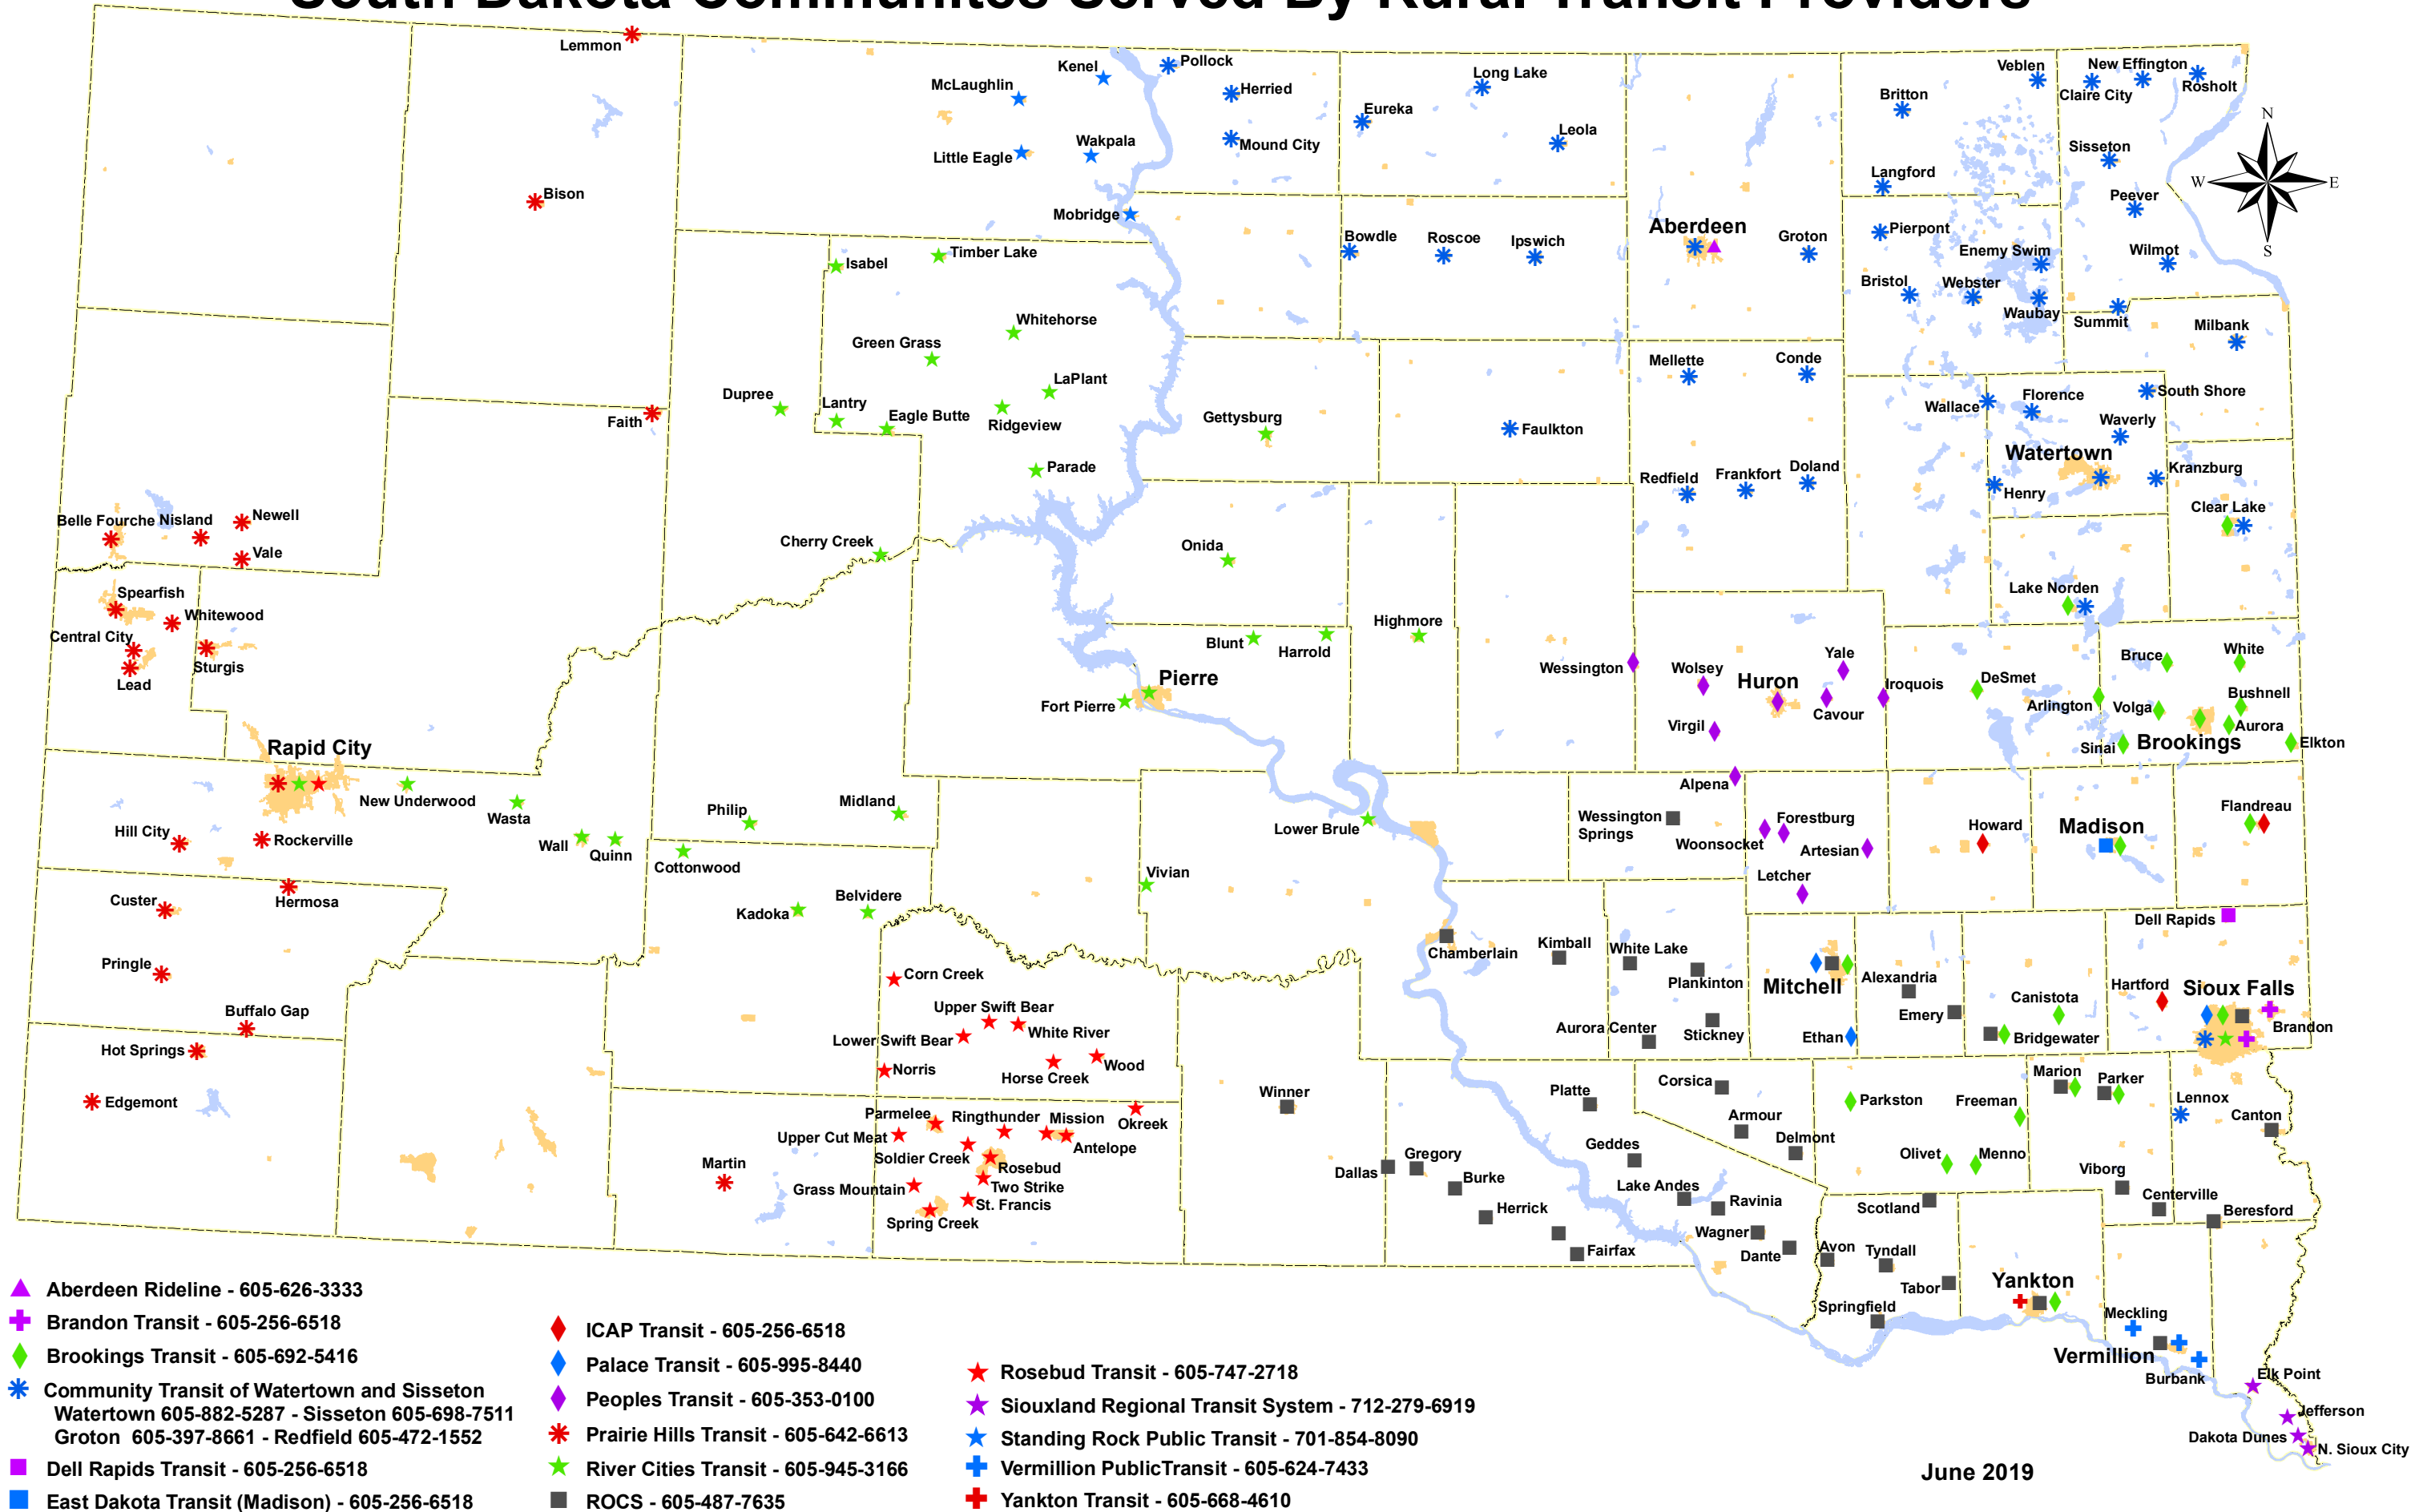 South Dakota Communites Served By Rural Transit Providers
Lemmon
Kenel
Pollock
McLaughlin
Herried
Long Lake
Eureka
Veblen
New Effington
Claire City
Rosholt
Britton
N
W
E
S
Little Eagle
Wakpala
Mound City
Leola
Sisseton
Langford
Bison
Peever
Mobridge
Bowdle
Roscoe
Ipswich
Aberdeen
Groton
Pierpont
Enemy Swim
Wilmot
Isabel
Timber Lake
Bristol
Webster
Waubay
Summit
Milbank
Whitehorse
Green Grass
Mellette
Conde
LaPlant
Dupree
Lantry
Eagle Butte
Ridgeview
Faith
Gettysburg
Faulkton
Wallace
Florence
South Shore
Waverly
Watertown
Parade
Redfield
Frankfort
Doland
Henry
Kranzburg
Clear Lake
Belle Fourche
Nisland
Newell
Vale
Cherry Creek
Onida
Lake Norden
Spearfish
Whitewood
Central City
Sturgis
Lead
Blunt
Harrold
Highmore
Wessington
Wolsey
Yale
Huron
Iroquois
Cavour
Virgil
DeSmet
Bruce
White
Arlington
Volga
Bushnell
Aurora
Sinai
Brookings
Elkton
Pierre
Fort Pierre
Rapid City
New Underwood
Wasta
Wall
Quinn
Philip
Midland
Cottonwood
Hill City
Rockerville
Lower Brule
Alpena
Wessington
Springs
Woonsocket
Forestburg
Artesian
Letcher
Howard
Madison
Flandreau
Custer
Hermosa
Kadoka
Belvidere
Vivian
Dell Rapids
Pringle
Buffalo Gap
Hot Springs
Edgemont
Corn Creek
Upper Swift Bear
White River
Lower Swift Bear
Horse Creek
Wood
Norris
Chamberlain
Kimball
White Lake
Plankinton
Stickney
Aurora Center
Mitchell
Alexandria
Emery
Ethan
Canistota
Bridgewater
Hartford
Sioux Falls
Brandon
Winner
Platte
Corsica
Armour
Delmont
Parkston
Freeman
Marion
Parker
Lennox
Canton
Parmelee
Ringthunder
Mission
Okreek
Antelope
Upper Cut Meat
Soldier Creek
Rosebud
Two Strike
Grass Mountain
St. Francis
Spring Creek
Martin
Dallas
Gregory
Burke
Herrick
Fairfax
Geddes
Lake Andes
Ravinia
Wagner
Dante
Olivet
Menno
Viborg
Centerville
Beresford
Scotland
Avon
Tyndall
Tabor
Springfield
Yankton
Meckling
Vermillion
Burbank
Elk Point
Jefferson
Dakota Dunes
N. Sioux City
Aberdeen Rideline - 605-626-3333
Brandon Transit - 605-256-6518
Brookings Transit - 605-692-5416
Community Transit of Watertown and Sisseton
Watertown 605-882-5287 - Sisseton 605-698-7511
Groton 605-397-8661 - Redfield 605-472-1552
Dell Rapids Transit - 605-256-6518
East Dakota Transit (Madison) - 605-256-6518
ICAP Transit - 605-256-6518
Palace Transit - 605-995-8440
Peoples Transit - 605-353-0100
Prairie Hills Transit - 605-642-6613
River Cities Transit - 605-945-3166
ROCS - 605-487-7635
Rosebud Transit - 605-747-2718
Siouxland Regional Transit System - 712-279-6919
Standing Rock Public Transit - 701-854-8090
Vermillion PublicTransit - 605-624-7433
Yankton Transit - 605-668-4610
June 2019